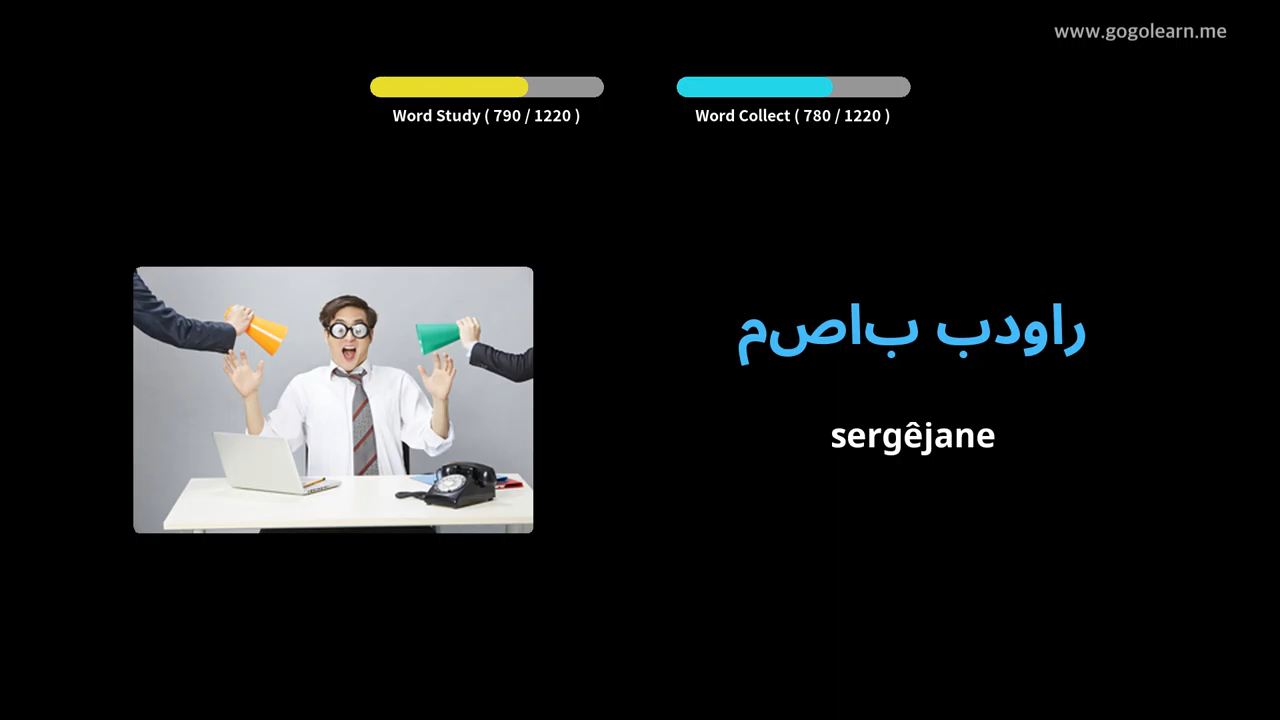 www.gogolearn.me
Word Study ( 790 / 1220 )
Word Collect ( 780 / 1220 )
راودب باصم
sergêjane